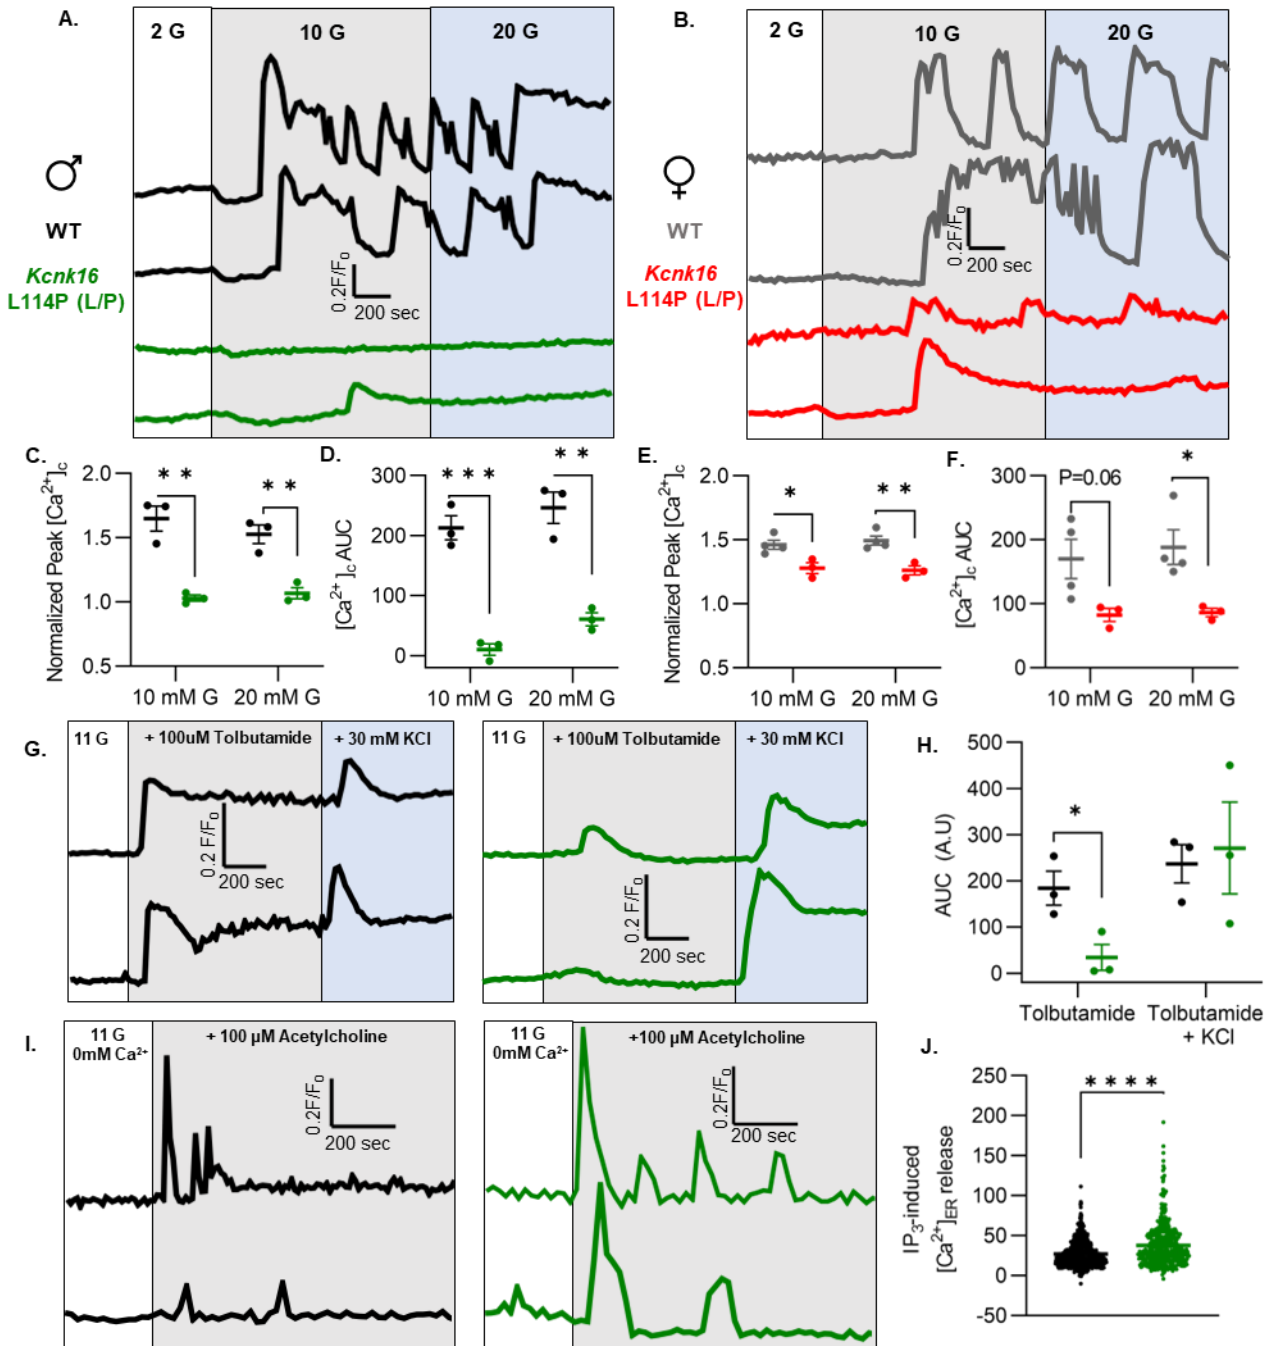 A.
2 G
10 G
20 G
♂
WT
Kcnk16
L114P (L/P)
0.2F/F₀
200 sec
B.
2 G
10 G
20 G
♀
WT
Kcnk16
L114P (L/P)
0.2F/F₀
200 sec
C.
Normalized Peak [Ca²⁺]c
2.0
1.5
1.0
0.5
* *
* *
10 mM G
20 mM G
D.
[Ca²⁺]c AUC
300
200
100
0
* * *
* *
10 mM G
20 mM G
E.
Normalized Peak [Ca²⁺]c
2.0
1.5
1.0
0.5
*
* *
10 mM G
20 mM G
F.
[Ca²⁺]c AUC
300
200
100
0
P=0.06
*
10 mM G
20 mM G
G.
11 G
+ 100uM Tolbutamide
+ 30 mM KCl
0.2 F/F₀
200 sec
11 G
+ 100uM Tolbutamide
+ 30 mM KCl
0.2 F/F₀
200 sec
H.
AUC (A.U)
500
400
300
200
100
0
*
Tolbutamide
Tolbutamide
+ KCl
I.
11 G
0mM Ca²⁺
+ 100 µM Acetylcholine
0.2F/F₀
200 sec
11 G
0mM Ca²⁺
+100 µM Acetylcholine
0.2F/F₀
200 sec
J.
IP₃-induced
[Ca²⁺]ER release
250
200
150
100
50
0
-50
* * * *